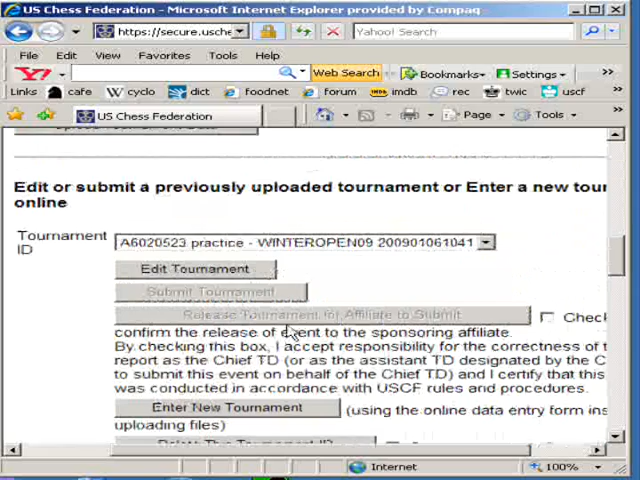 US Chess Federation - Microsoft Internet Explorer provided by Compaq
https://secure.usche Yahoo! Search
File Edit View Favorites Tools Help
Y! Web Search Bookmarks Settings »
Links cafe cyclo dict foodnet forum imdb rec twic uscf »
US Chess Federation Page Tools »
Edit or submit a previously uploaded tournament or Enter a new tour
online
Tournament ID A6020523 practice - WINTEROPEN09 200901061041
Edit Tournament
Submit Tournament
Release Tournament for Affiliate to Submit Check
confirm the release of event to the sponsoring affiliate.
By checking this box, I accept responsibility for the correctness of t
report as the Chief TD (or as the assistant TD designated by the C
to submit this event on behalf of the Chief TD) and I certify that this
was conducted in accordance with USCF rules and procedures.
Enter New Tournament (using the online data entry form ins
uploading files)
Delete This Tournament ID
Internet 100%